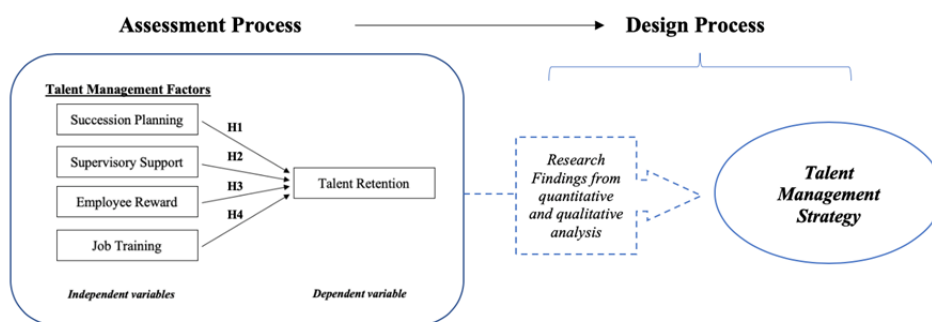 Assessment Process
Design Process
Talent Management Factors
Succession Planning
Supervisory Support
Employee Reward
Job Training
H1
H2
H3
H4
Talent Retention
Independent variables
Dependent variable
Research
Findings from
quantitative
and qualitative
analysis
Talent
Management
Strategy